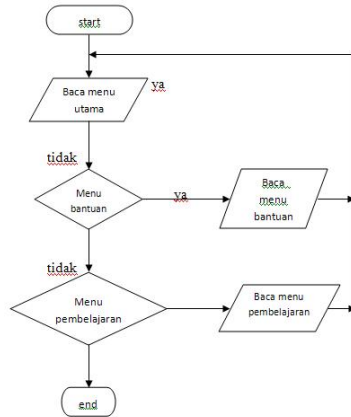 start
Baca menu
utama
ya
tidak
Menu
bantuan
ya
Baca
menu
bantuan
tidak
Menu
pembelajaran
Baca menu
pembelajaran
end